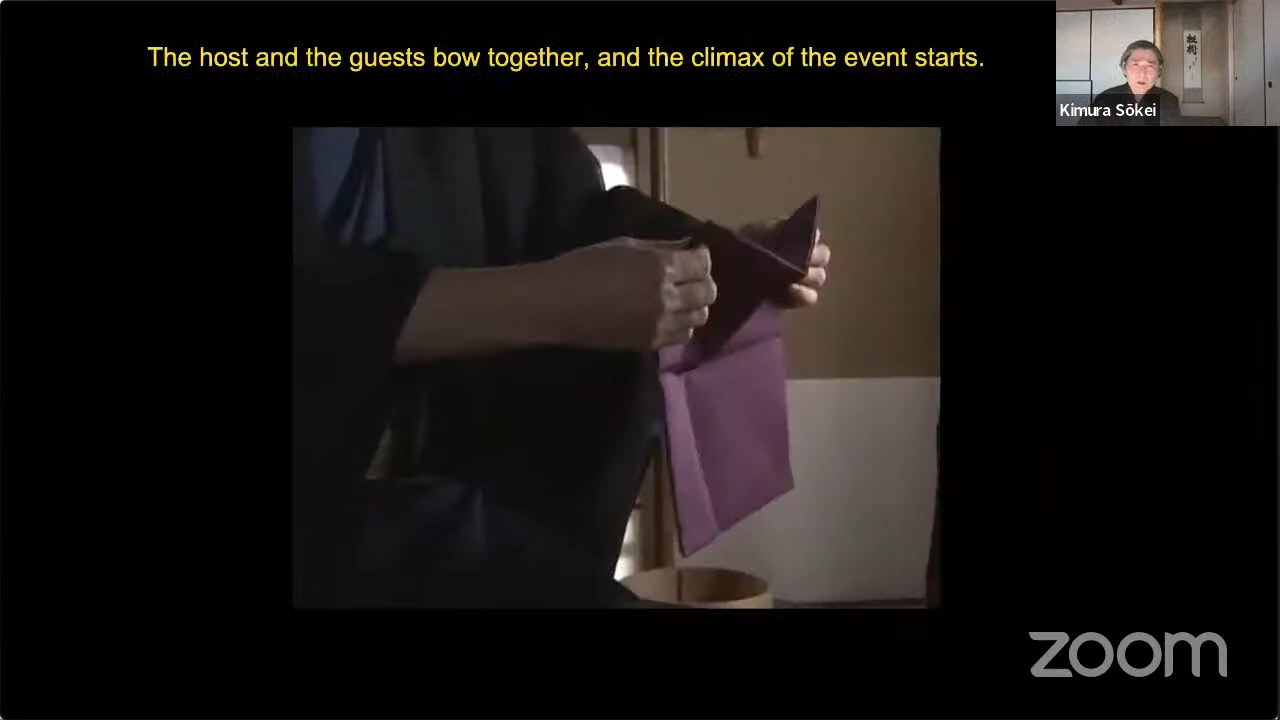 The host and the guests bow together, and the climax of the event starts.
Kimura Sōkei
zoom